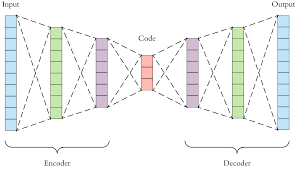 Input
Output
Code
Encoder
Decoder